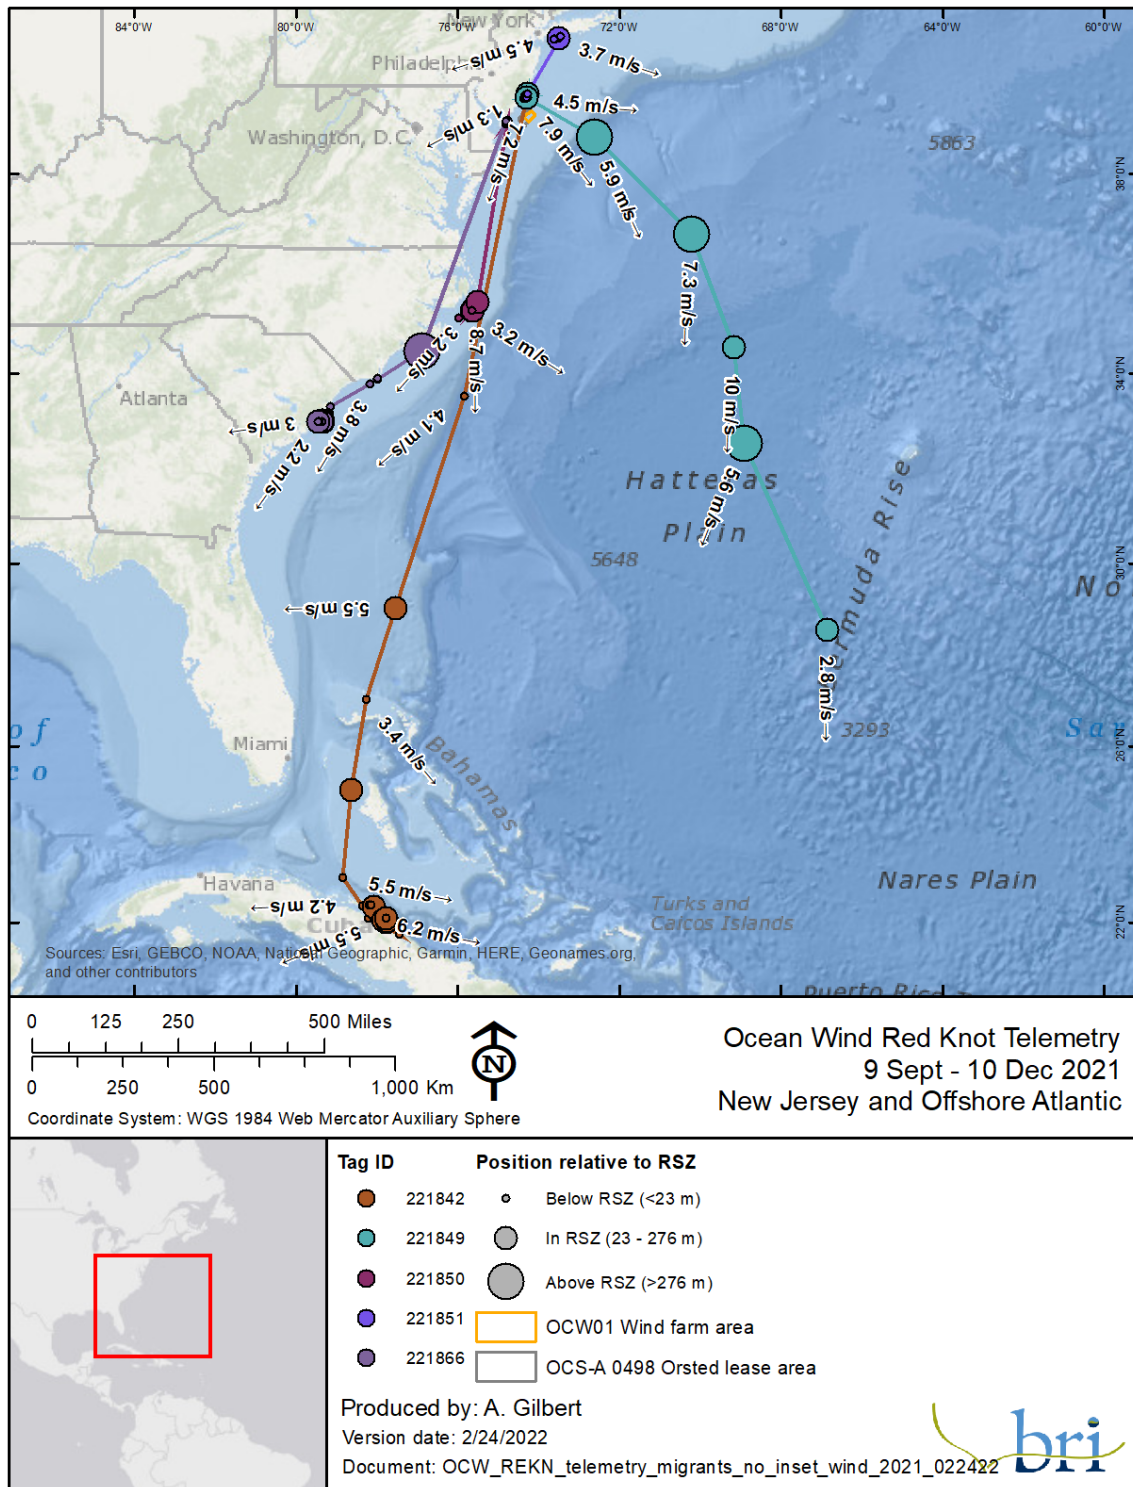 84°0'W
80°0'W
76°0'W
72°0'W
68°0'W
64°0'W
60°0'W
New York
Philadelphia
Washington, D.C.
4.5 m/s→
3.7 m/s→
4.5 m/s→
1.3 m/s→
7.2 m/s→
7.9 m/s→
5.9 m/s→
5863
38°0'N
7.3 m/s→
3.2 m/s→
8.7 m/s→
3.2 m/s→
34°0'N
Atlanta
3 m/s→
3.8 m/s→
2.2 m/s→
4.1 m/s→
10 m/s→
5.6 m/s→
Hatteras
Plain
Bermuda Rise
5648
30°0'N
No
5.5 m/s→
2.8 m/s→
3293
of
co
Sar
26°0'N
Miami
3.4 m/s→
Bahamas
Havana
5.5 m/s→
4.2 m/s→
Nares Plain
Turks and
Caicos Islands
Cuba
6.2 m/s→
5.5 m/s→
22°0'N
Sources: Esri, GEBCO, NOAA, National Geographic, Garmin, HERE, Geonames.org,
and other contributors
Puerto Rico T
0 125 250 500 Miles
0 250 500 1,000 Km
Coordinate System: WGS 1984 Web Mercator Auxiliary Sphere
N
Ocean Wind Red Knot Telemetry
9 Sept - 10 Dec 2021
New Jersey and Offshore Atlantic
Tag ID Position relative to RSZ
221842 Below RSZ (<23 m)
221849 In RSZ (23 - 276 m)
221850 Above RSZ (>276 m)
221851 OCW01 Wind farm area
221866 OCS-A 0498 Orsted lease area
Produced by: A. Gilbert
Version date: 2/24/2022
Document: OCW_REKN_telemetry_migrants_no_inset_wind_2021_022422
bri